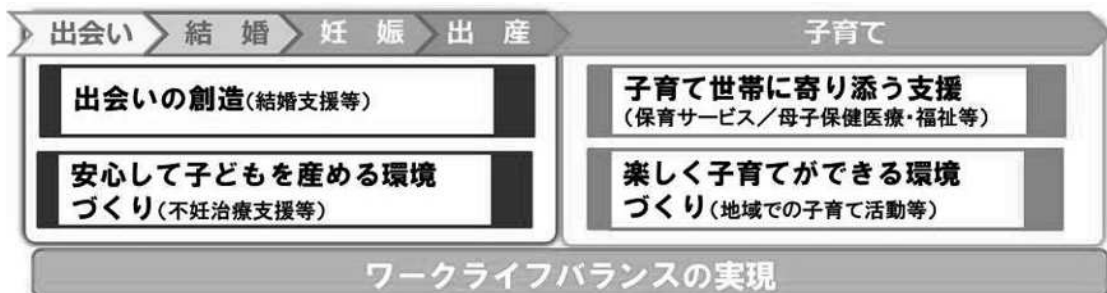 出会い 結婚 妊娠 出産 子育て
出会いの創造(結婚支援等)
安心して子どもを産める環境
づくり(不妊治療支援等)
子育て世帯に寄り添う支援
(保育サービス/母子保健医療・福祉等)
楽しく子育てができる環境
づくり(地域での子育て活動等)
ワークライフバランスの実現